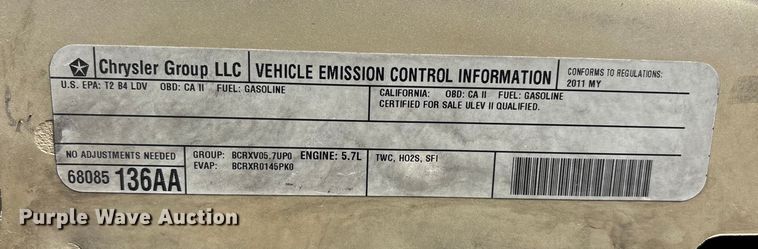 Chrysler Group LLC VEHICLE EMISSION CONTROL INFORMATION CONFORMS TO REGULATIONS:
2011 MY
U.S. EPA: T2 B4 LDV OBD: CA II FUEL: GASOLINE
CALIFORNIA: OBD: CA II FUEL: GASOLINE
CERTIFIED FOR SALE ULEV II QUALIFIED.
NO ADJUSTMENTS NEEDED
68085 136AA
GROUP: BCRXV05.7UP0 ENGINE: 5.7L
EVAP: BCRXR0145PK0
TWC, HO2S, SFI
Purple Wave Auction